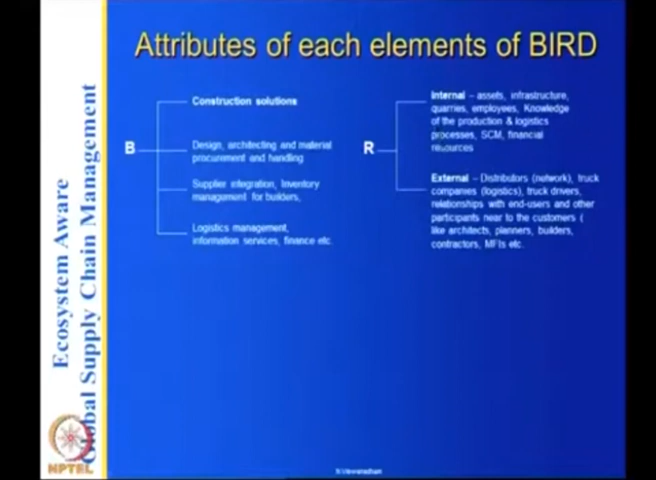 Attributes of each elements of BIRD
Ecosystem Aware
Global Supply Chain Management
B
Construction solutions
Design, architecting and material
procurement and handling
Supplier integration, Inventory
management for builders,
Logistics management,
information services, finance etc.
R
Internal – assets, infrastructure,
quarries, employees, Knowledge
of the production & logistics
processes, SCM, financial
resources
External – Distributors (network), truck
companies (logistics), truck drivers,
relationships with end-users and other
participants near to the customers (
like architects, planners, builders,
contractors, MFIs etc.
NPTEL
N.Viswanadham